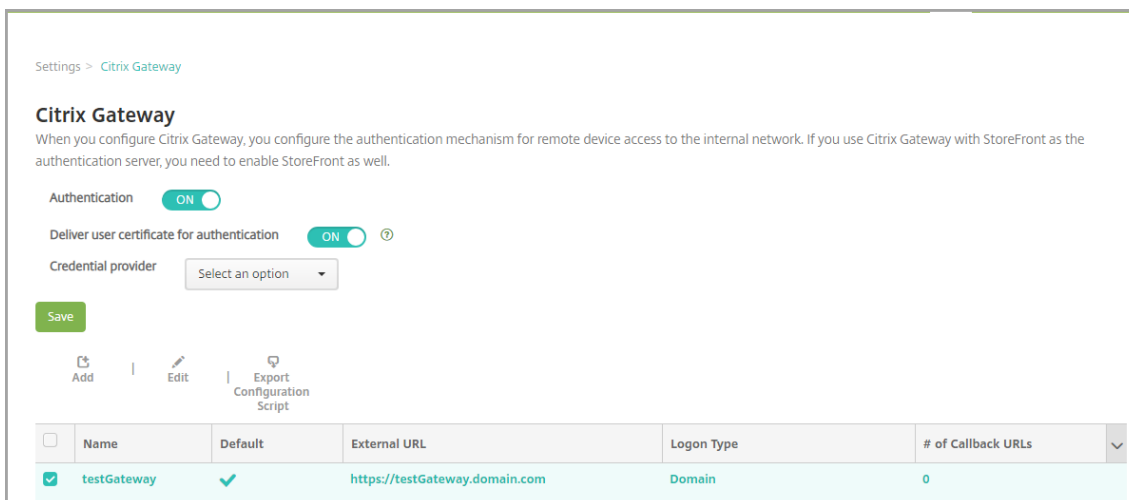 Settings > Citrix Gateway
Citrix Gateway
When you configure Citrix Gateway, you configure the authentication mechanism for remote device access to the internal network. If you use Citrix Gateway with StoreFront as the
authentication server, you need to enable StoreFront as well.
Authentication ON
Deliver user certificate for authentication ON ?
Credential provider Select an option
Save
Add | Edit | Export
Configuration
Script
Name Default External URL Logon Type # of Callback URLs
testGateway https://testGateway.domain.com Domain 0